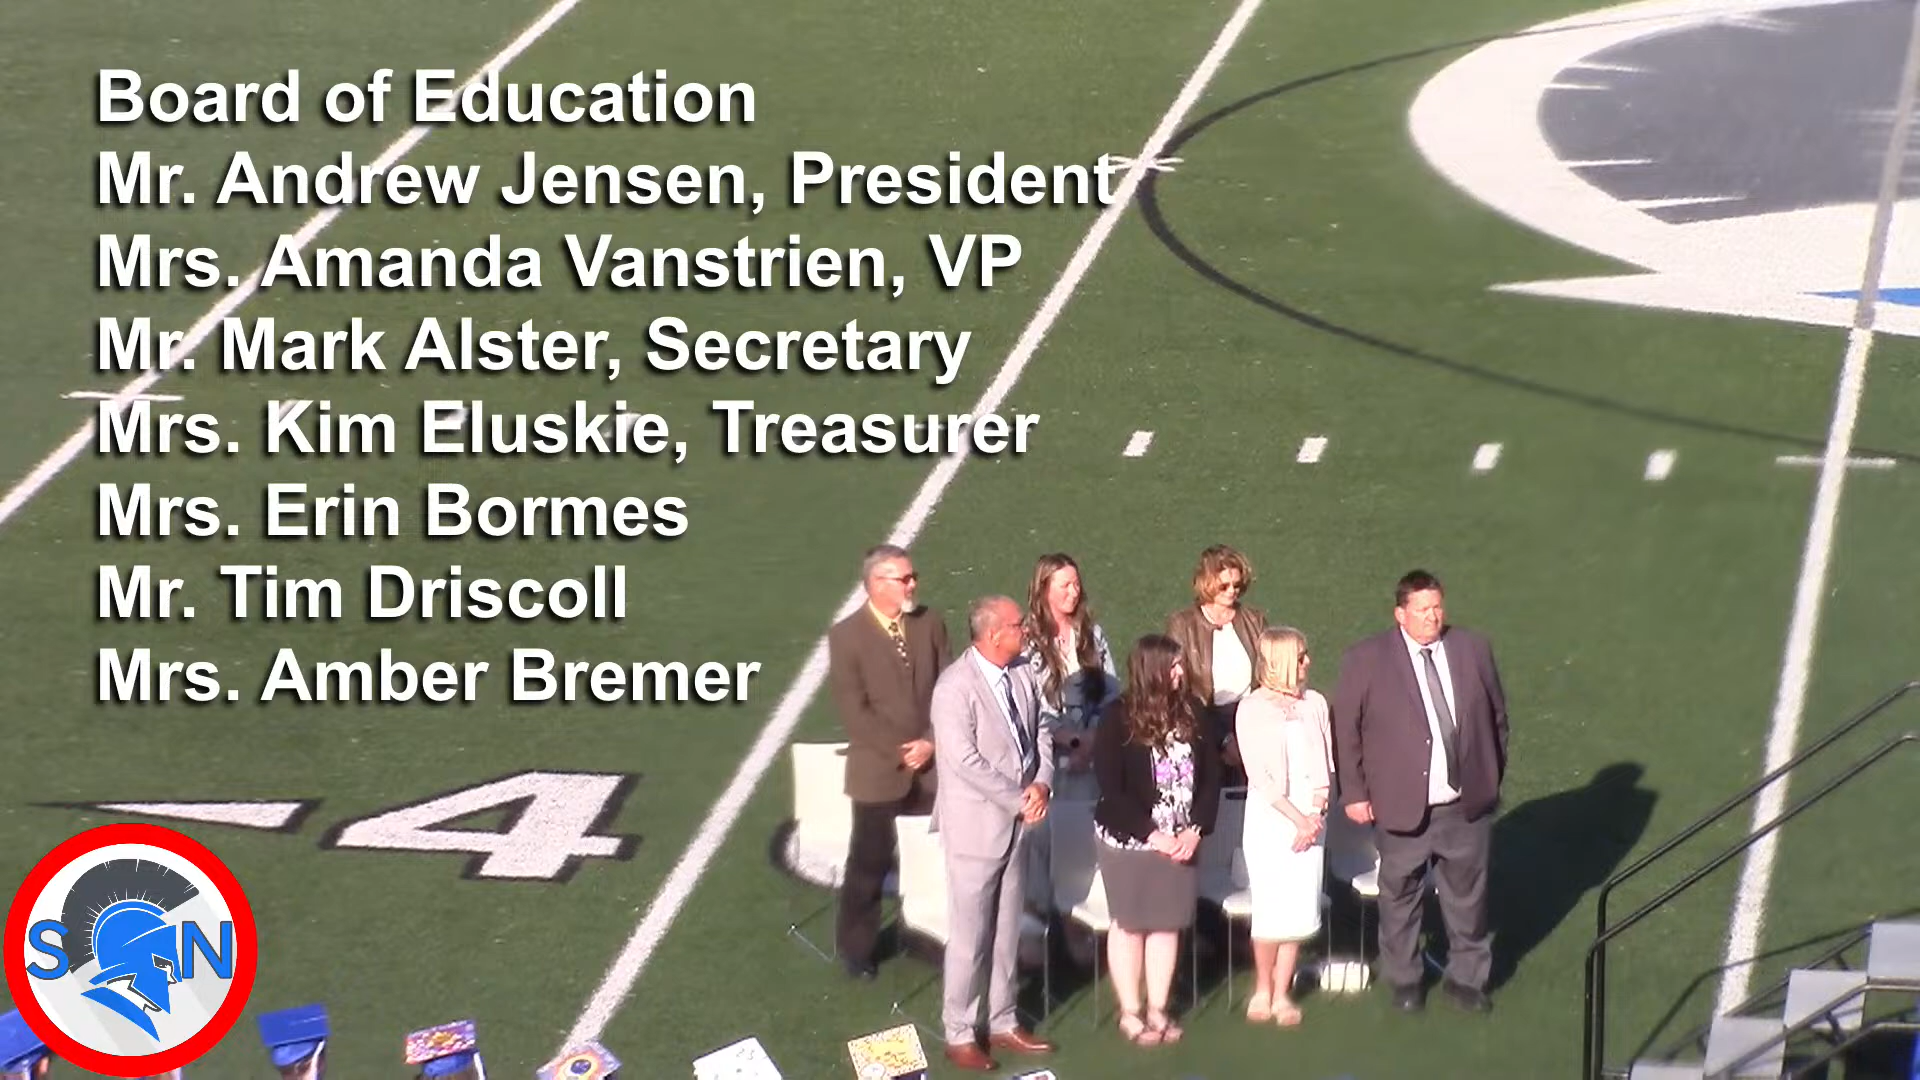 Board of Education
Mr. Andrew Jensen, President
Mrs. Amanda Vanstrien, VP
Mr. Mark Alster, Secretary
Mrs. Kim Eluskie, Treasurer
Mrs. Erin Bormes
Mr. Tim Driscoll
Mrs. Amber Bremer
4
S N